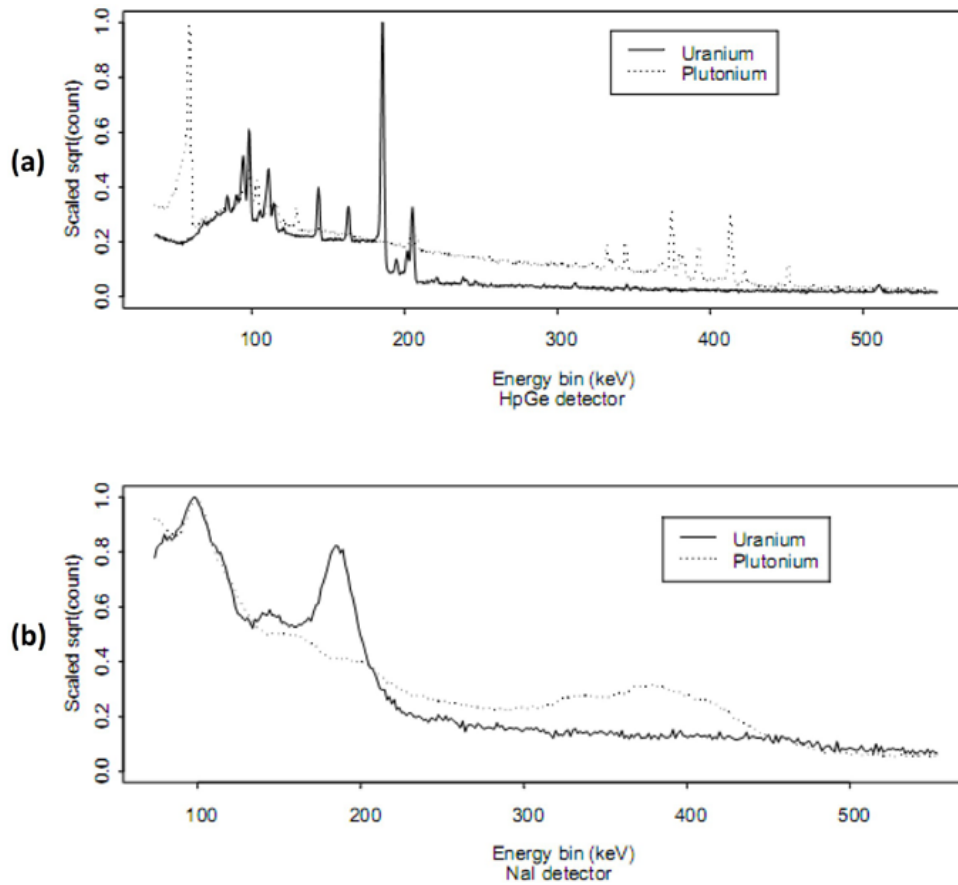 (a)
Scaled sqrt(count)
1.0
0.8
0.6
0.4
0.2
0.0
Uranium
Plutonium
100 200 300 400 500
Energy bin (keV)
HpGe detector
(b)
Scaled sqrt(count)
1.0
0.8
0.6
0.4
0.2
0.0
Uranium
Plutonium
100 200 300 400 500
Energy bin (keV)
NaI detector